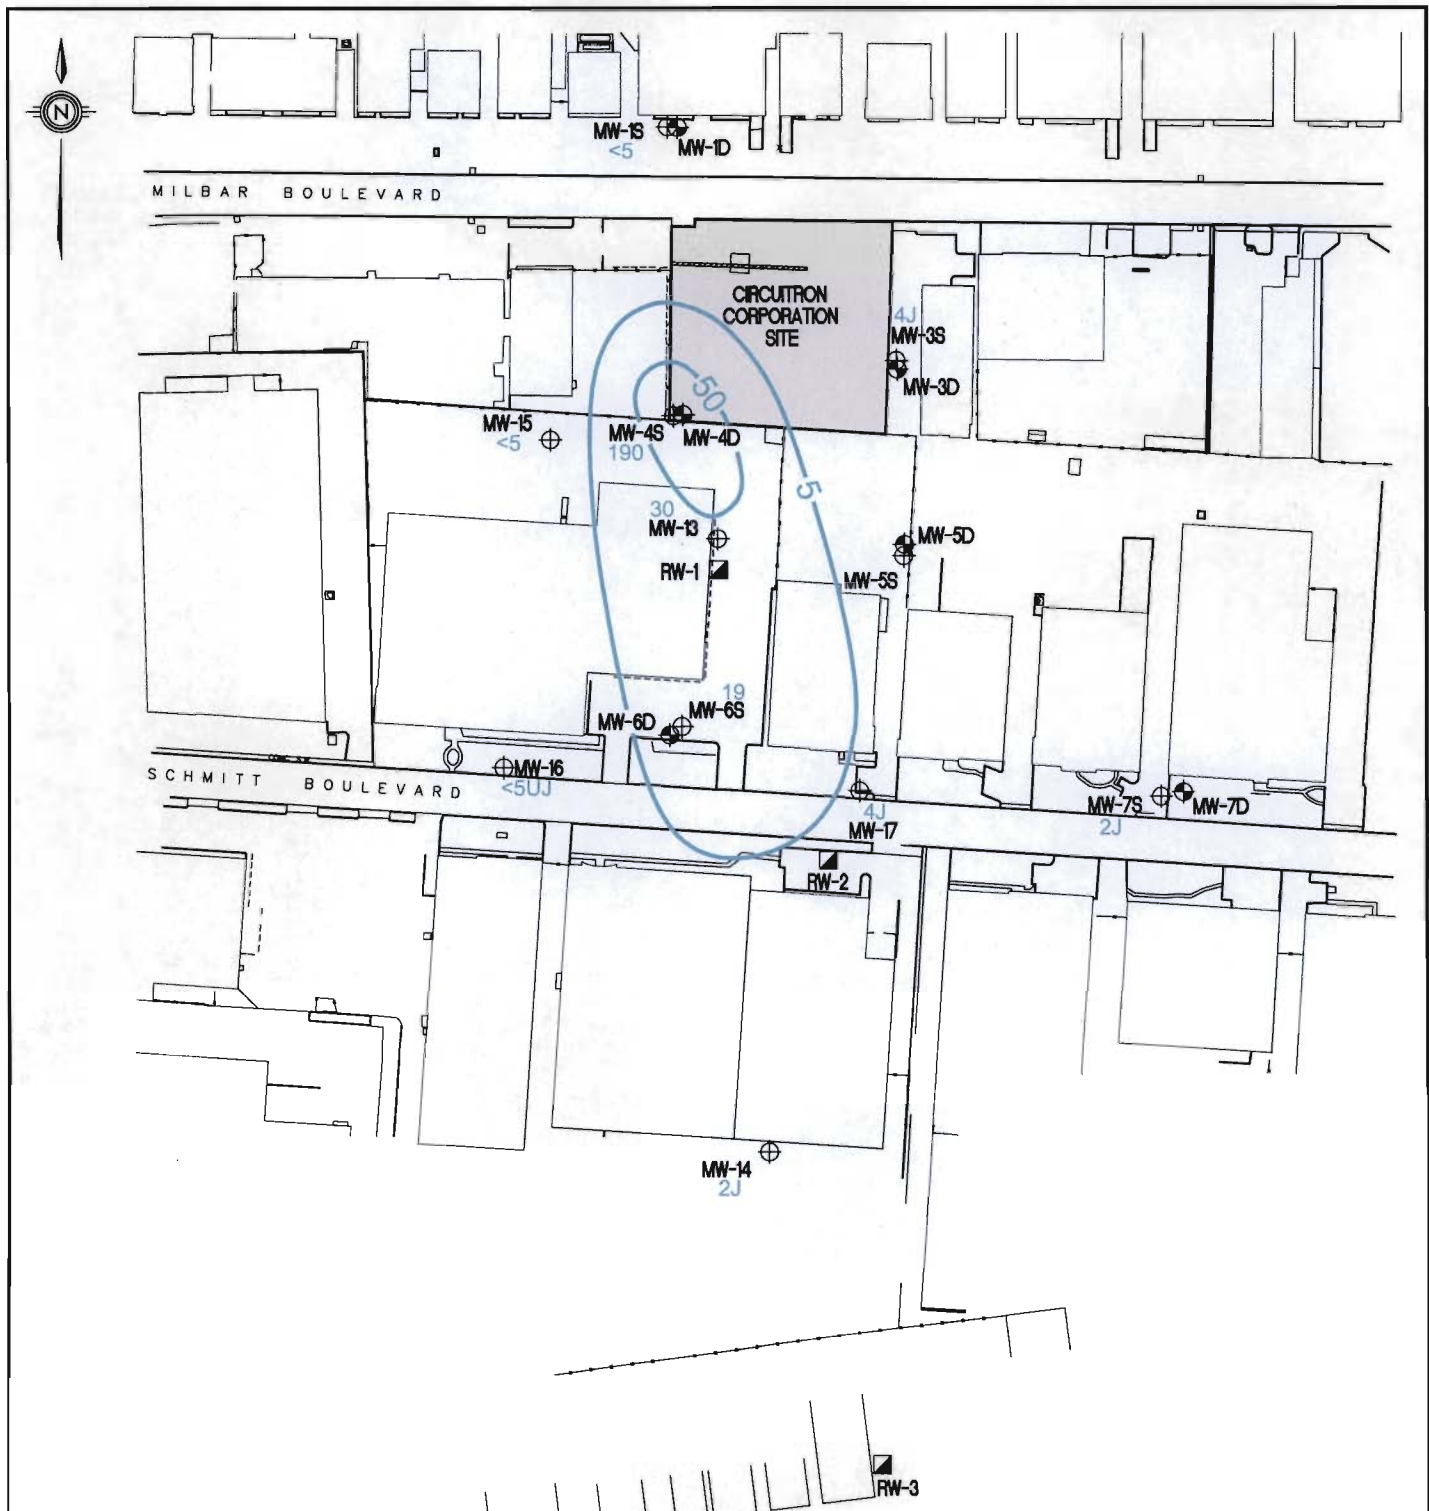 N
MW-1S
<5
MW-1D
MILBAR BOULEVARD
CIRCUITRON
CORPORATION
SITE
4J
MW-3S
MW-3D
50
MW-15
<5
MW-4S
190
MW-4D
5
30
MW-13
RW-1
MW-5D
MW-5S
19
MW-6D
MW-6S
MW-16
<5UJ
SCHMITT BOULEVARD
4J
MW-17
MW-7S
2J
MW-7D
RW-2
MW-14
2J
RW-3